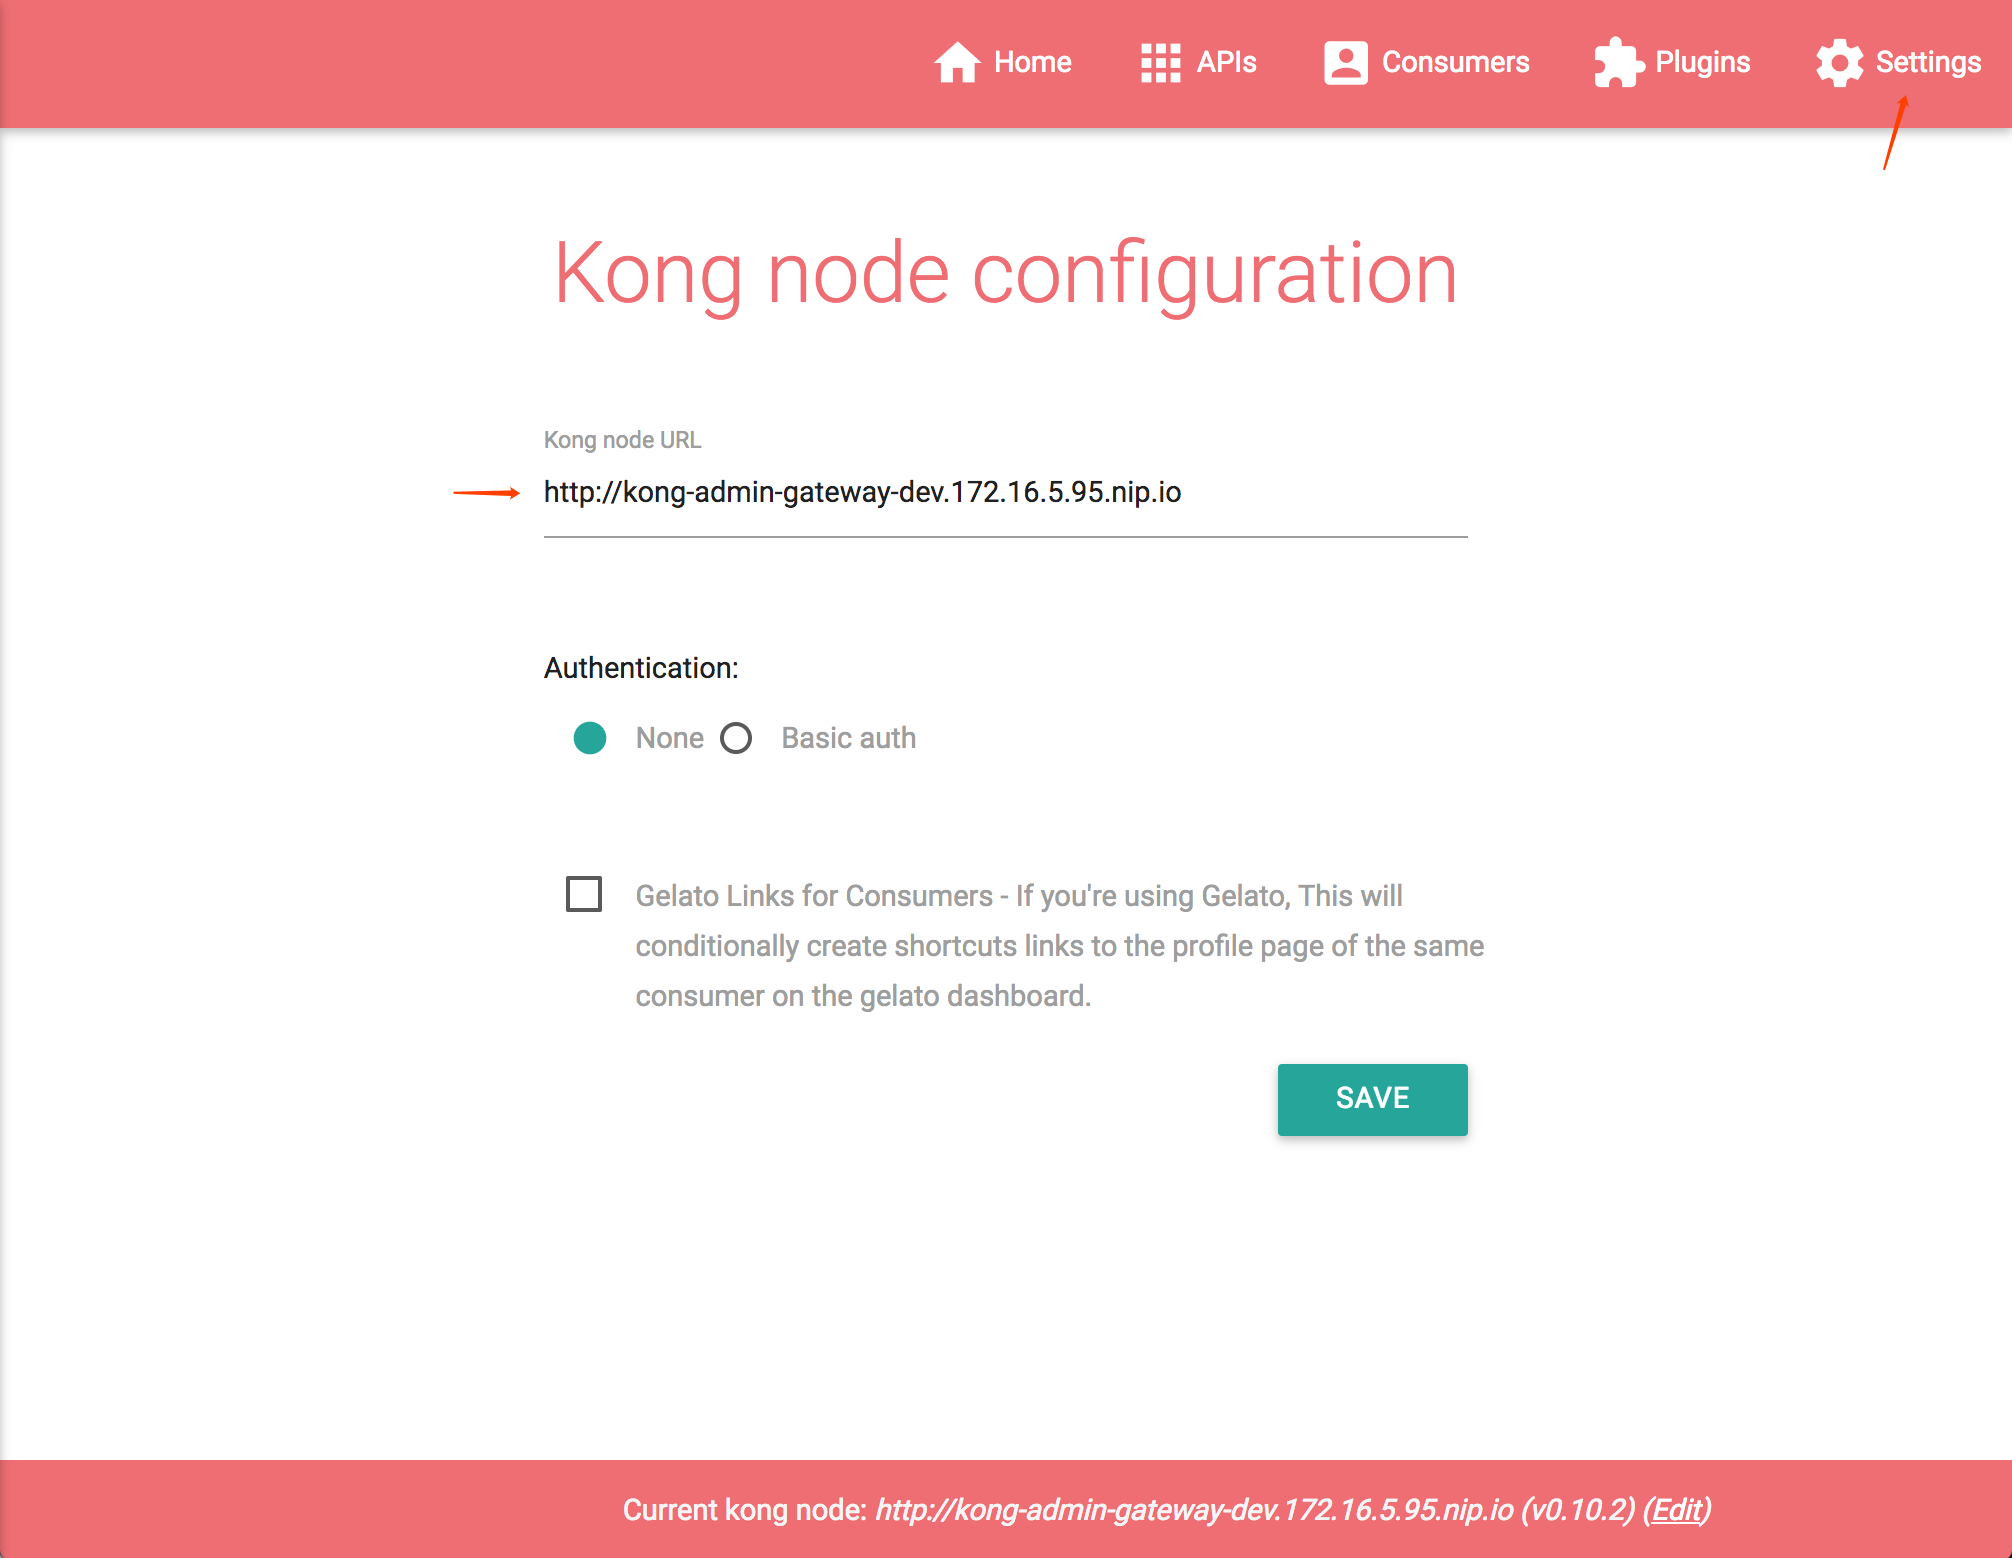 Home APIs Consumers Plugins Settings
Kong node configuration
Kong node URL
http://kong-admin-gateway-dev.172.16.5.95.nip.io
Authentication:
None Basic auth
Gelato Links for Consumers - If you're using Gelato, This will
conditionally create shortcuts links to the profile page of the same
consumer on the gelato dashboard.
SAVE
Current kong node: http://kong-admin-gateway-dev.172.16.5.95.nip.io (v0.10.2) (Edit)